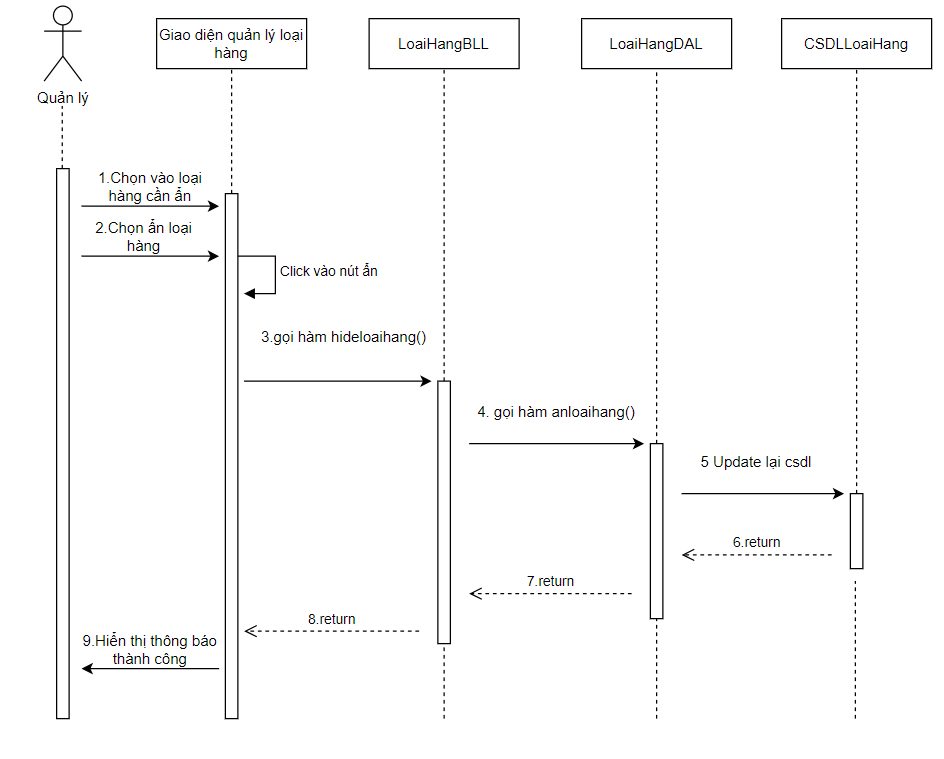 Quản lý
Giao diện quản lý loại
hàng
LoaiHangBLL
LoaiHangDAL
CSDLLoaiHang
1.Chọn vào loại
hàng cần ẩn
2.Chọn ẩn loại
hàng
Click vào nút ẩn
3.gọi hàm hideloaihang()
4. gọi hàm anloaihang()
5 Update lại csdl
6.return
7.return
8.return
9.Hiển thị thông báo
thành công